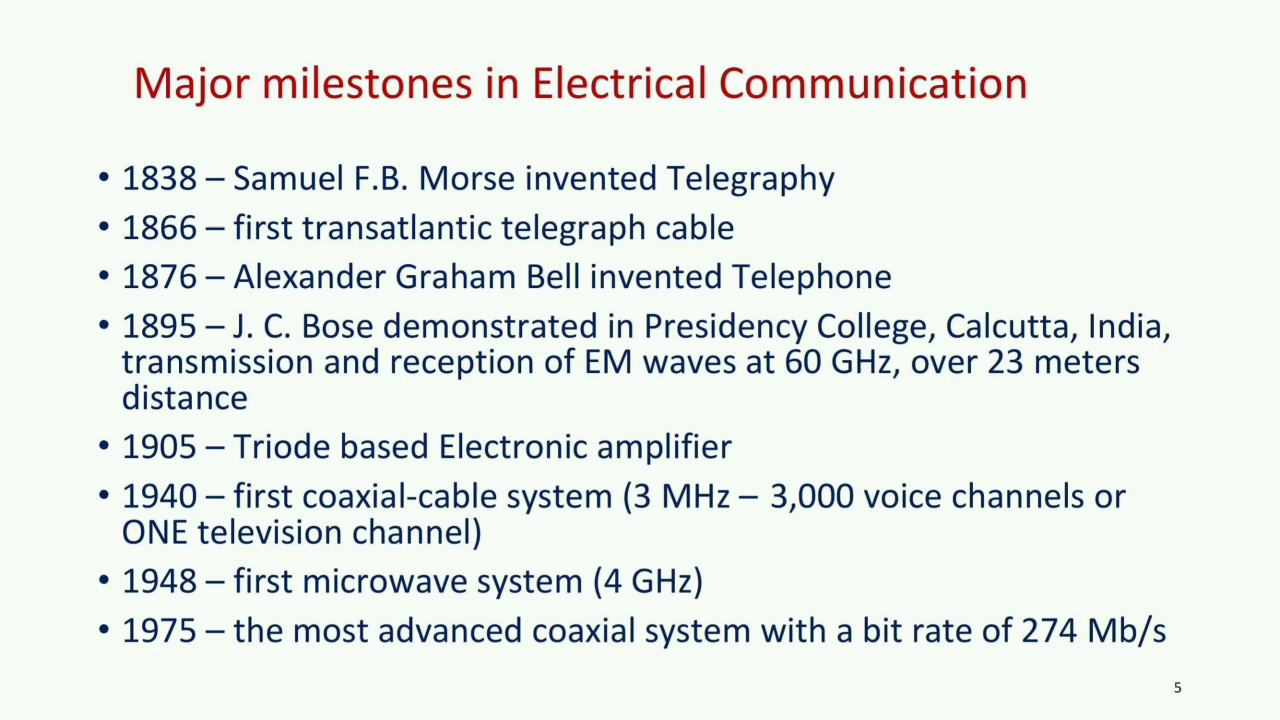 Major milestones in Electrical Communication
• 1838 – Samuel F.B. Morse invented Telegraphy
• 1866 – first transatlantic telegraph cable
• 1876 – Alexander Graham Bell invented Telephone
• 1895 – J. C. Bose demonstrated in Presidency College, Calcutta, India,
transmission and reception of EM waves at 60 GHz, over 23 meters
distance
• 1905 – Triode based Electronic amplifier
• 1940 – first coaxial-cable system (3 MHz – 3,000 voice channels or
ONE television channel)
• 1948 – first microwave system (4 GHz)
• 1975 – the most advanced coaxial system with a bit rate of 274 Mb/s
5